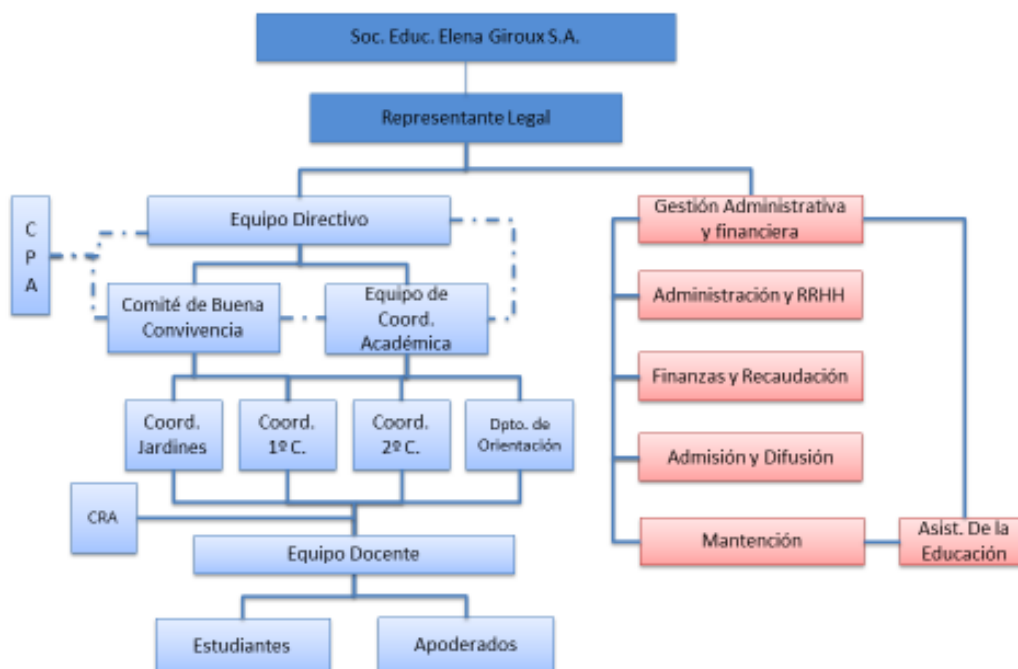 Soc. Educ. Elena Giroux S.A.
Representante Legal
C
P
A
Equipo Directivo
Gestión Administrativa
y financiera
Comité de Buena
Convivencia
Equipo de
Coord.
Académica
Administración y RRHH
Finanzas y Recaudación
Coord.
Jardines
Coord.
1º C.
Coord.
2º C.
Dpto. de
Orientación
Admisión y Difusión
CRA
Equipo Docente
Mantención
Asist. De la
Educación
Estudiantes
Apoderados